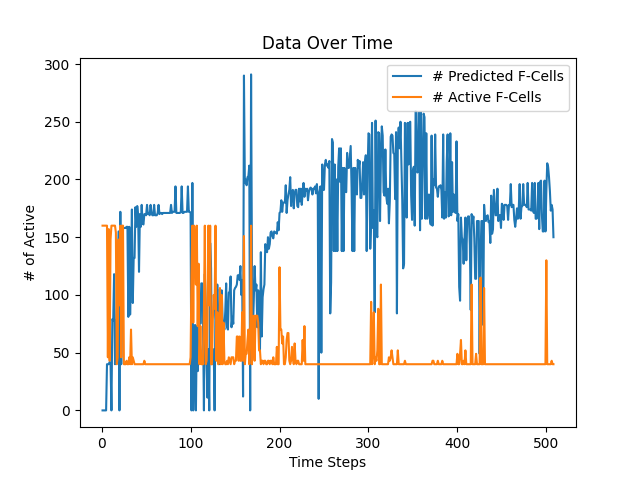 Data Over Time
# Predicted F-Cells
# Active F-Cells
300
250
200
150
100
50
0
# of Active
0 100 200 300 400 500
Time Steps